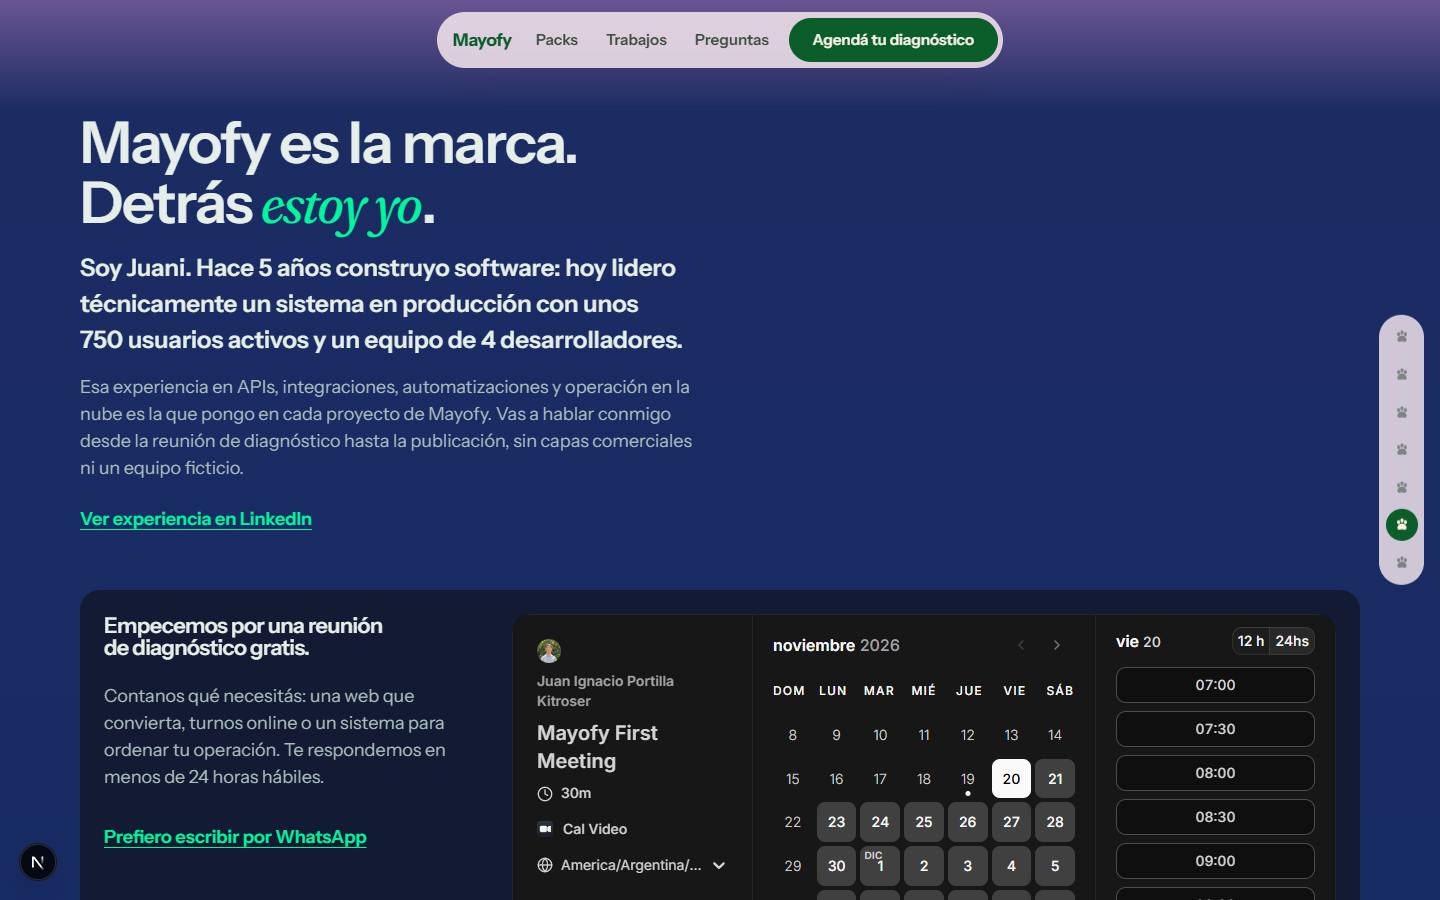 Mayofy
Packs
Trabajos
Preguntas
Agendá tu diagnóstico
Mayofy es la marca.
Detrás estoy yo.
Soy Juani. Hace 5 años construyo software: hoy lidero
técnicamente un sistema en producción con unos
750 usuarios activos y un equipo de 4 desarrolladores.
Esa experiencia en APIs, integraciones, automatizaciones y operación en la
nube es la que pongo en cada proyecto de Mayofy. Vas a hablar conmigo
desde la reunión de diagnóstico hasta la publicación, sin capas comerciales
ni un equipo ficticio.
Ver experiencia en LinkedIn
Empecemos por una reunión
de diagnóstico gratis.
Contanos qué necesitás: una web que
convierta, turnos online o un sistema para
ordenar tu operación. Te respondemos en
menos de 24 horas hábiles.
Prefiero escribir por WhatsApp
N
Juan Ignacio Portilla
Kitroser
Mayofy First
Meeting
30m
Cal Video
America/Argentina/...
noviembre 2026
DOM LUN MAR MIÉ JUE VIE SÁB
8 9 10 11 12 13 14
15 16 17 18 19 20 21
22 23 24 25 26 27 28
DIC
29 30 1 2 3 4 5
vie 20
12 h 24hs
07:00
07:30
08:00
08:30
09:00